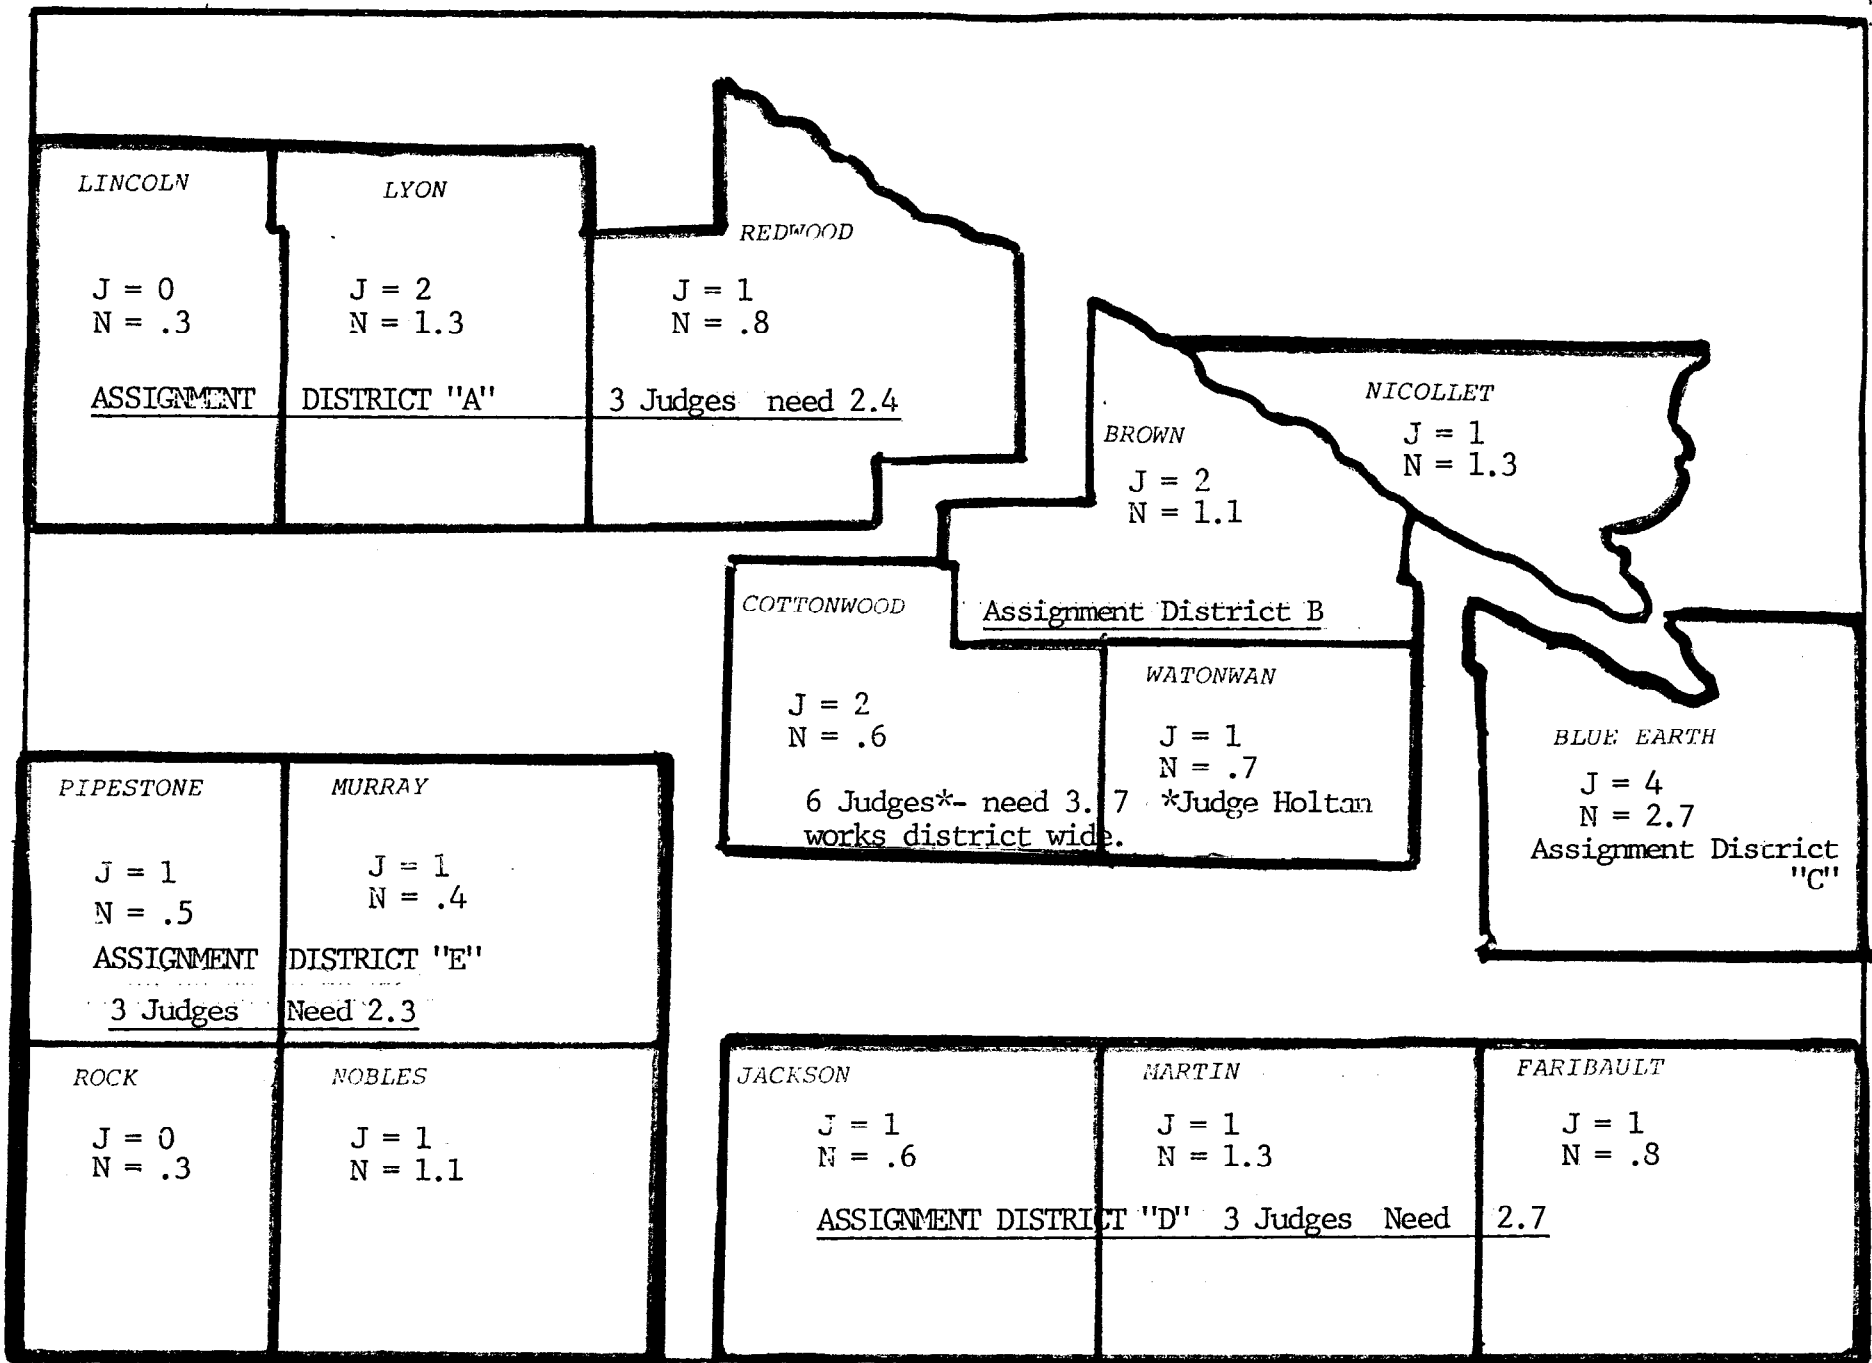 LINCOLN
J = 0
N = .3
LYON
J = 2
N = 1.3
REDWOOD
J = 1
N = .8
ASSIGNMENT DISTRICT "A" 3 Judges need 2.4
NICOLLET
J = 1
N = 1.3
BROWN
J = 2
N = 1.1
Assignment District B
COTTONWOOD
J = 2
N = .6
WATONWAN
J = 1
N = .7
6 Judges*- need 3.7 *Judge Holtan
works district wide.
BLUE EARTH
J = 4
N = 2.7
Assignment District
"C"
PIPESTONE
J = 1
N = .5
MURRAY
J = 1
N = .4
ASSIGNMENT DISTRICT "E"
3 Judges Need 2.3
ROCK
J = 0
N = .3
NOBLES
J = 1
N = 1.1
JACKSON
J = 1
N = .6
MARTIN
J = 1
N = 1.3
FARIBAULT
J = 1
N = .8
ASSIGNMENT DISTRICT "D" 3 Judges Need 2.7